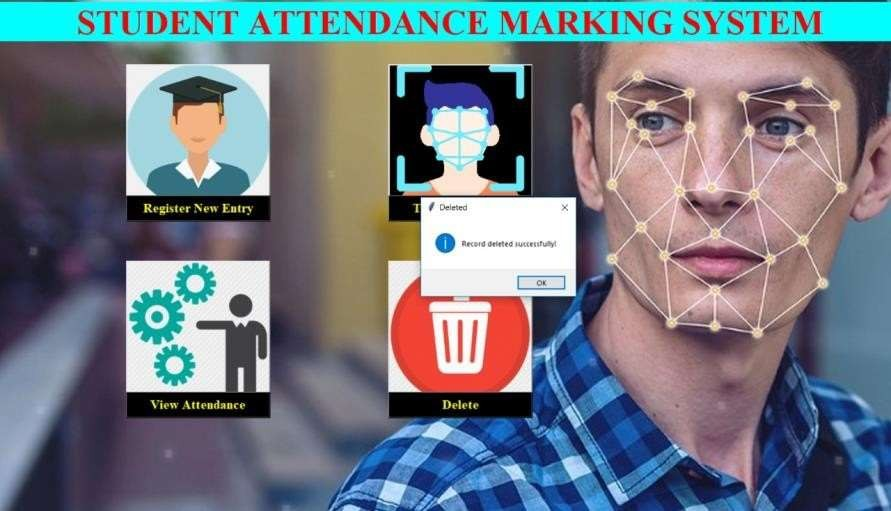 STUDENT ATTENDANCE MARKING SYSTEM
Register New Entry
T
Deleted
Record deleted successfully!
OK
View Attendance
Delete